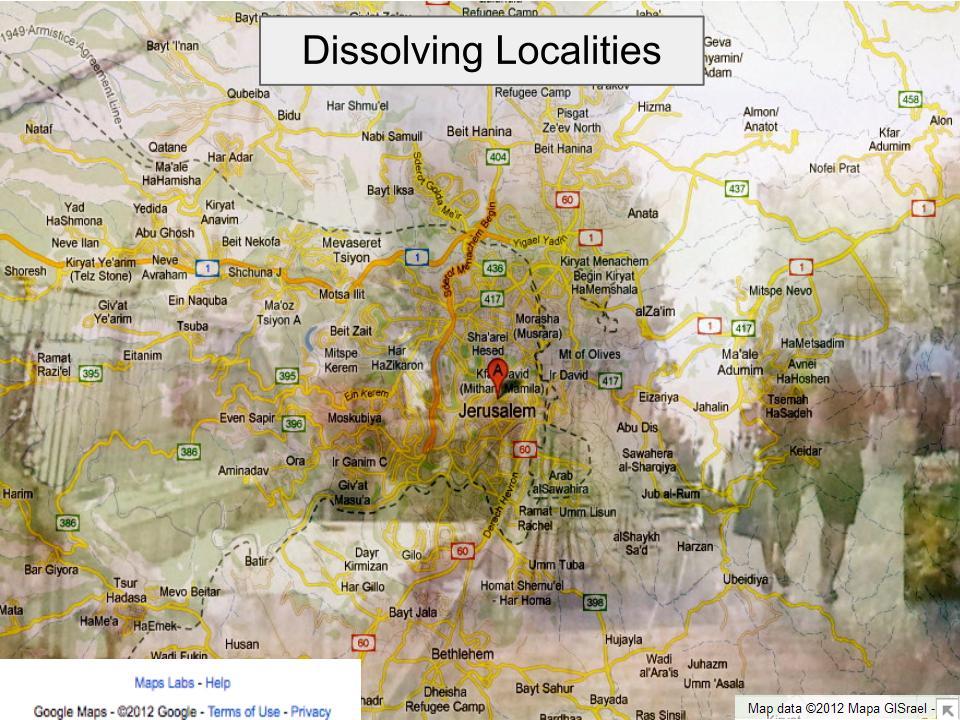 Refugee Camp
Dissolving Localities
1949 Armistice Agreement Line
Bayt 'I'nan
Geva
Adam
Qubeiba
Refugee Camp
458
Har Shmu'el
Hizma
Bidu
Pisgat
Ze'ev North
Almon/
Anatot
Alon
Nataf
Nabi Samuil
Beit Hanina
Kfar
Adumim
Qatane
Har Adar
404
Beit Hanina
Ma'ale
HaHamisha
Nofei Prat
Sderot Golda Me'ir
Bayt Iksa
437
60
Yad
HaShmona
Yedida
Kiryat
Anavim
Anata
1
Abu Ghosh
Sderot Menachem Begin
Neve Ilan
Beit Nekofa
Mevaseret
Tsiyon
Yigael Yadin
1
1
Kiryat Ye'arim
(Telz Stone)
Neve
Avraham
1
Shoresh
Shchuna J
436
Kiryat Menachem
Begin Kiryat
HaMemshala
1
Motsa Ilit
417
Mitspe Nevo
Giv'at
Ye'arim
Ein Naquba
Ma'oz
Tsiyon A
alZa'im
Tsuba
Beit Zait
Morasha
(Musrara)
1
417
Sha'arei
Hesed
HaMetsadim
Ramat
Razi'el
Eitanim
Mitspe
Kerem
Har
HaZikaron
Mt of Olives
Ma'ale
Adumim
Avnei
HaHoshen
395
395
A
Ir David
417
Ein Kerem
Jerusalem
Eizariya
Jahalin
Tsemah
HaSadeh
Even Sapir
396
Moskubiya
Abu Dis
386
60
Sawahera
al-Sharqiya
Keidar
Ora
Ir Ganim C
Aminadav
Arab
alSawahira
Harim
Giv'at
Masu'a
Derech Hevron
Jub al-Rum
386
Ramat
Rachel
Umm Lisun
alShaykh
Sa'd
Harzan
Batir
Dayr
Kirmizan
Gilo
60
Bar Giyora
Umm Tuba
Tsur
Hadasa
Mevo Beitar
Har Gillo
Homat Shemu'el
- Har Homa
Ubeidiya
398
Mata
HaMe'a
HaEmek
Bayt Jala
Husan
60
Hujayla
Wadi Fukin
Bethlehem
Wadi
al'Ara'is
Juhazm
Maps Labs - Help
Umm 'Asala
Dheisha
Refugee Camp
Bayt Sahur
Bayada
Google Maps - ©2012 Google - Terms of Use - Privacy
Map data ©2012 Mapa GISrael -
Ras Sinsil